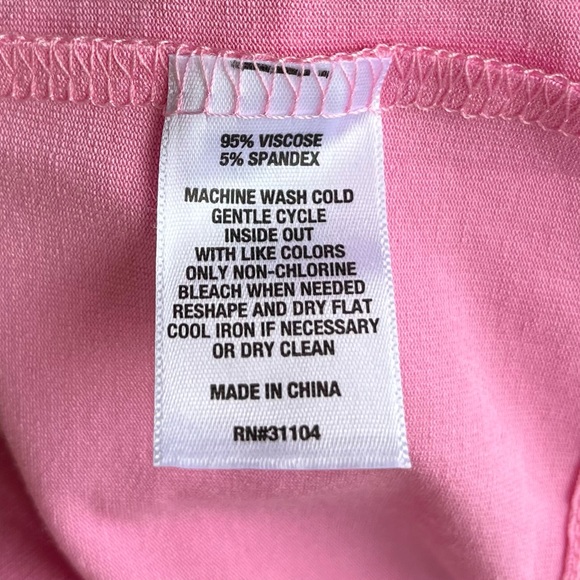 95% VISCOSE
5% SPANDEX
MACHINE WASH COLD
GENTLE CYCLE
INSIDE OUT
WITH LIKE COLORS
ONLY NON-CHLORINE
BLEACH WHEN NEEDED
RESHAPE AND DRY FLAT
COOL IRON IF NECESSARY
OR DRY CLEAN
MADE IN CHINA
RN#31104